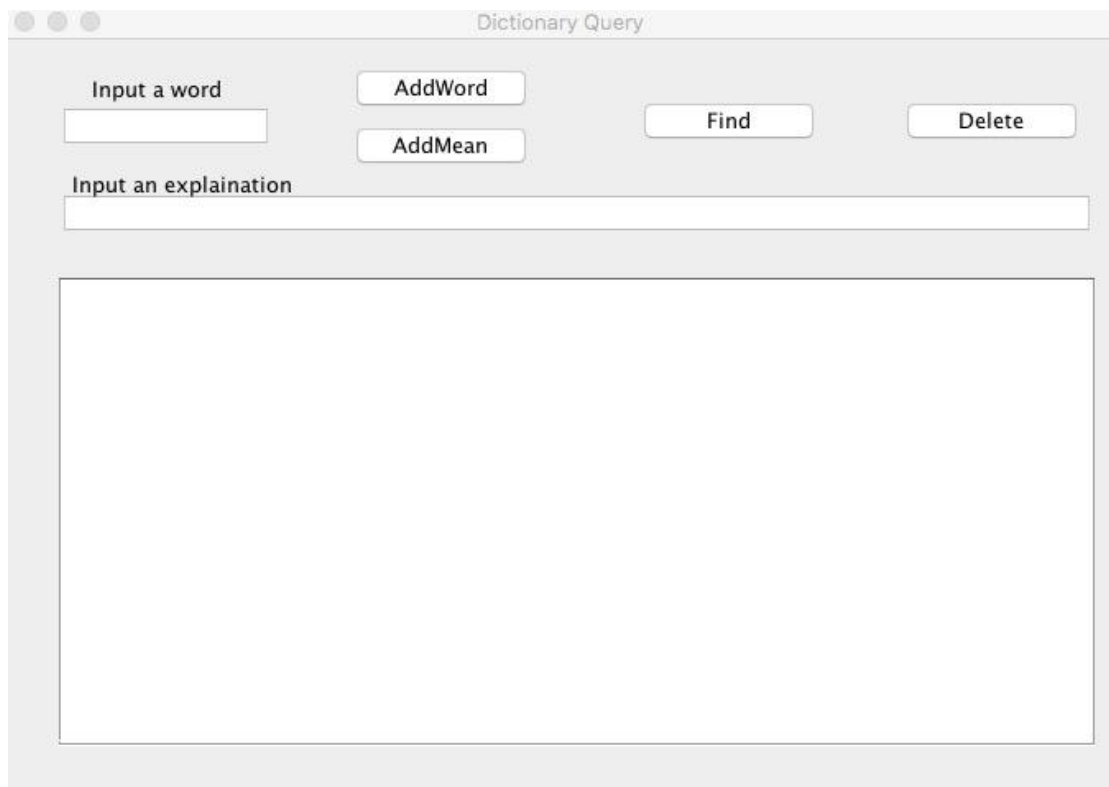 Dictionary Query
Input a word
AddWord
Find
Delete
AddMean
Input an explaination